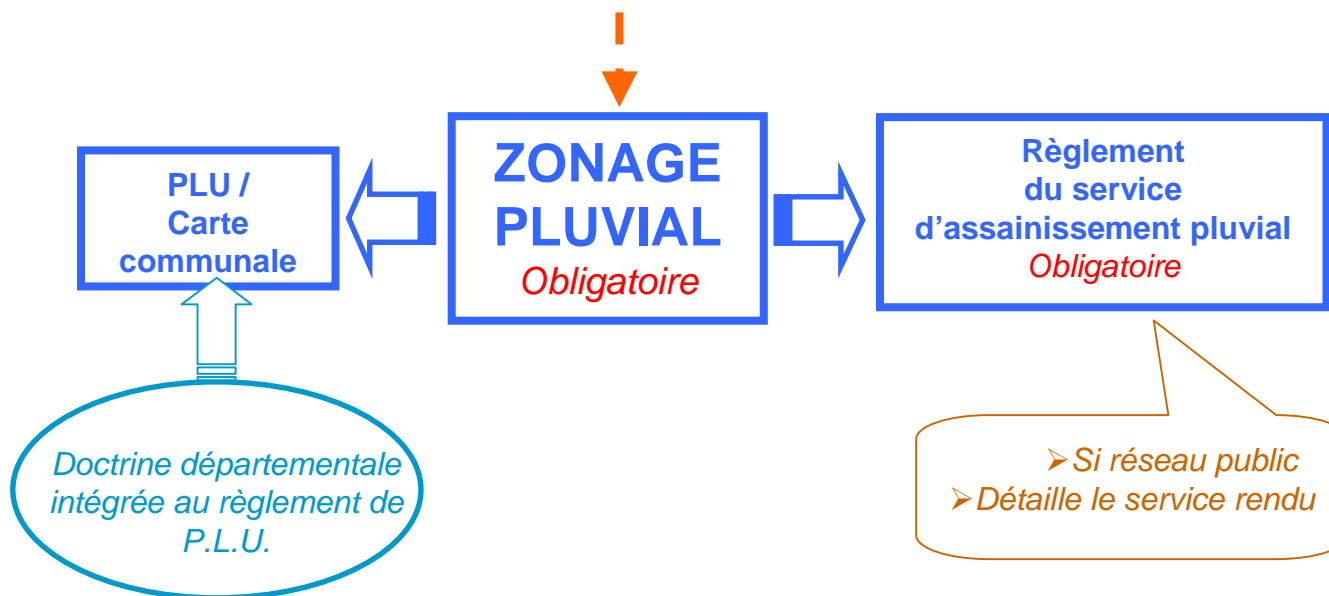 PLU /
Carte
communale
ZONAGE
PLUVIAL
Obligatoire
Règlement
du service
d’assainissement pluvial
Obligatoire
Doctrine départementale
intégrée au règlement de
P.L.U.
➢Si réseau public
➢Détaille le service rendu